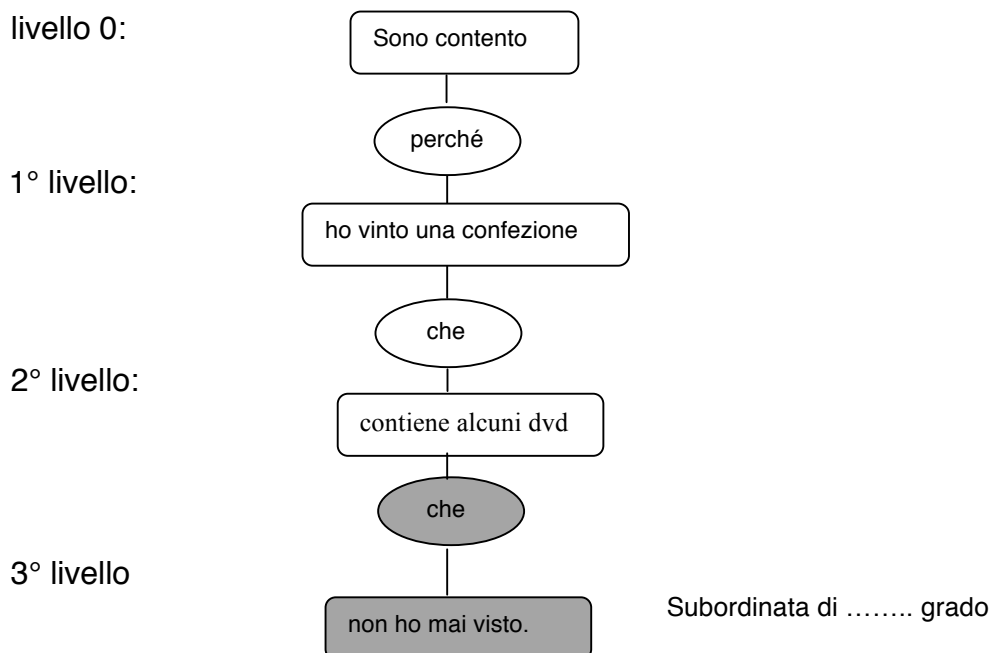 livello 0:
Sono contento
perché
1° livello:
ho vinto una confezione
che
2° livello:
contiene alcuni dvd
che
3° livello
non ho mai visto.
Subordinata di …….. grado